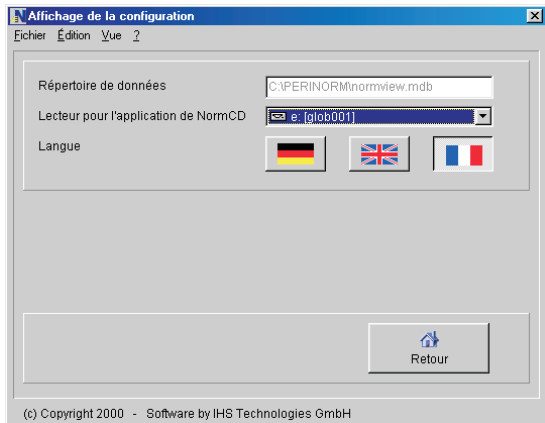 Affichage de la configuration
Fichier Édition Vue ?
Répertoire de données C:\PERINORM\normview.mdb
Lecteur pour l'application de NormCD e: [glob001]
Langue
Retour
(c) Copyright 2000 - Software by IHS Technologies GmbH